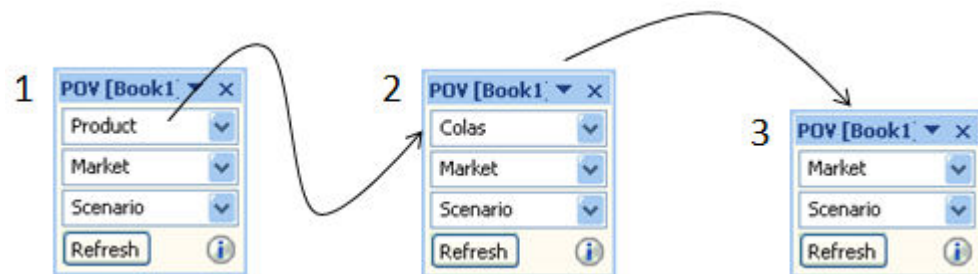 1
POV [Book1]
Product
Market
Scenario
Refresh
2
POV [Book1]
Colas
Market
Scenario
Refresh
3
POV [Book1]
Market
Scenario
Refresh